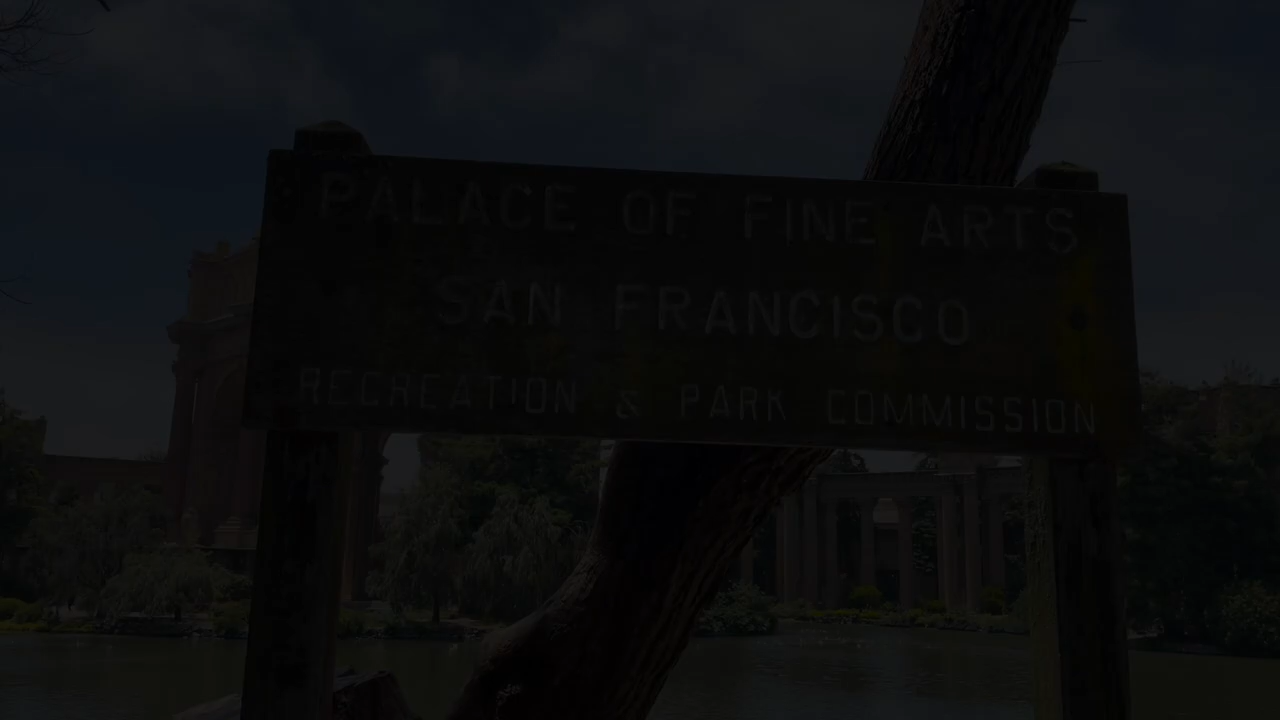 PALACE OF FINE ARTS
SAN FRANCISCO
RECREATION & PARK COMMISSION